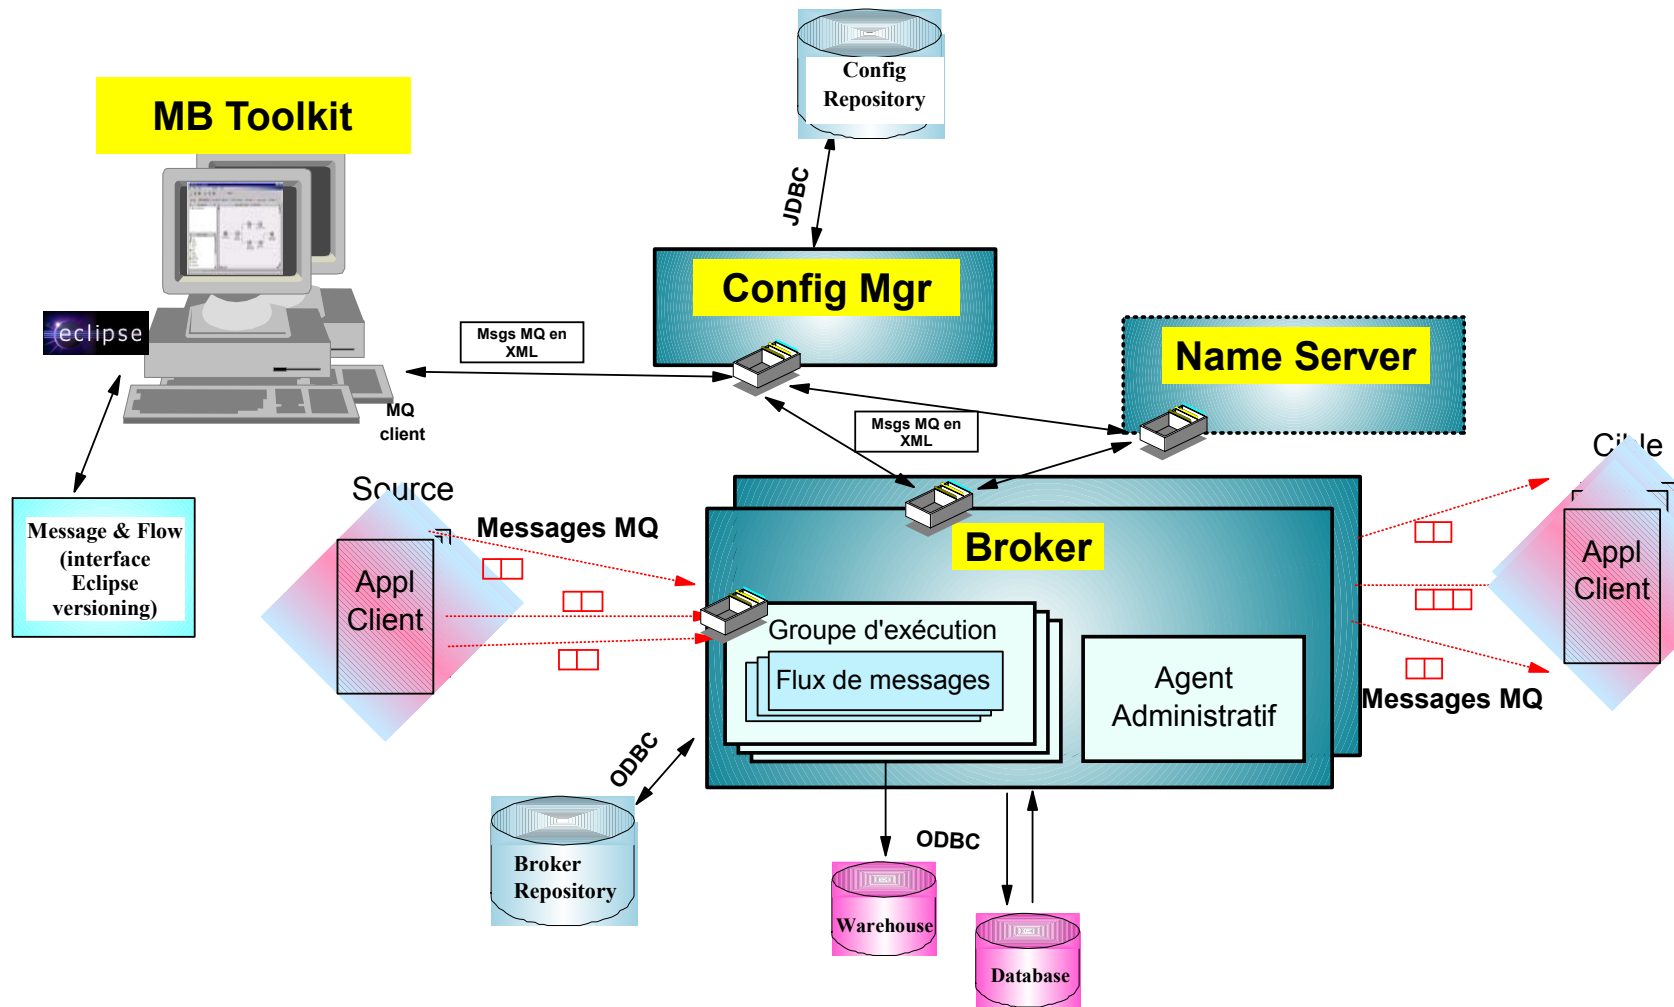 Config
Repository
MB Toolkit
JDBC
Config Mgr
eclipse
Msgs MQ en
XML
Name Server
MQ
client
Msgs MQ en
XML
Source
Cible
Message & Flow
(interface
Eclipse
versioning)
Messages MQ
Broker
Appl
Client
Appl
Client
Groupe d'exécution
Flux de messages
Agent
Administratif
Messages MQ
ODBC
ODBC
Broker
Repository
Warehouse
Database